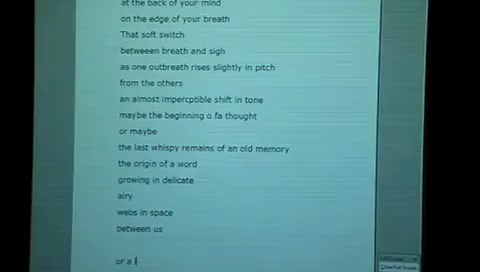 at the back of your mind
on the edge of your breath
That soft switch
betweeen breath and sigh
as one outbreath rises slightly in pitch
from the others
an almost impercptible shift in tone
maybe the beginning o fa thought
or maybe
the last whispy remains of an old memory
the origin of a word
growing in delicate
airy
webs in space
between us
or a l